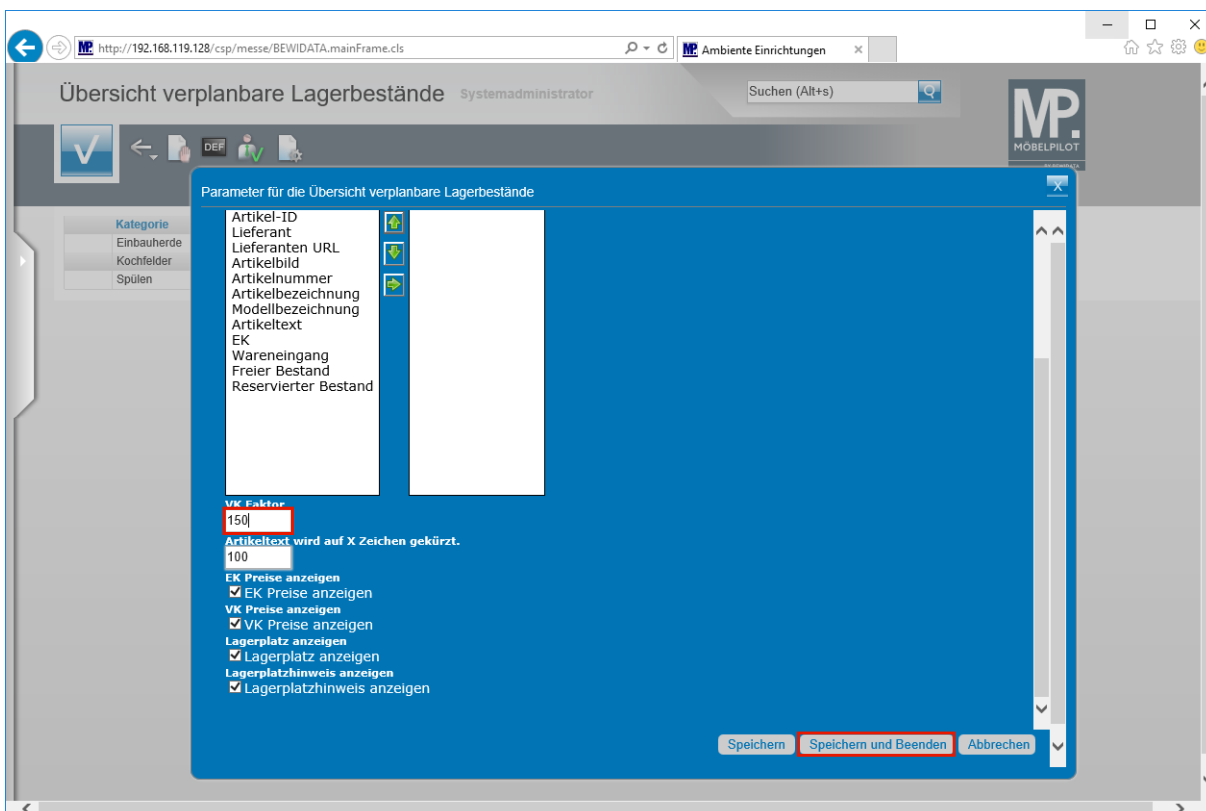 http://192.168.119.128/csp/messe/BEWIDATA.mainFrame.cls
Ambiente Einrichtungen
Übersicht verplanbare Lagerbestände Systemadministrator
Suchen (Alt+s)
MP.
MÖBELPILOT
DEF
Parameter für die Übersicht verplanbare Lagerbestände
X
Kategorie
Einbauherde
Kochfelder
Spülen
Artikel-ID
Lieferant
Lieferanten URL
Artikelbild
Artikelnummer
Artikelbezeichnung
Modellbezeichnung
Artikeltext
EK
Wareneingang
Freier Bestand
Reservierter Bestand
VK Faktor
150
Artikeltext wird auf X Zeichen gekürzt.
100
EK Preise anzeigen
EK Preise anzeigen
VK Preise anzeigen
VK Preise anzeigen
Lagerplatz anzeigen
Lagerplatz anzeigen
Lagerplatzhinweis anzeigen
Lagerplatzhinweis anzeigen
Speichern
Speichern und Beenden
Abbrechen